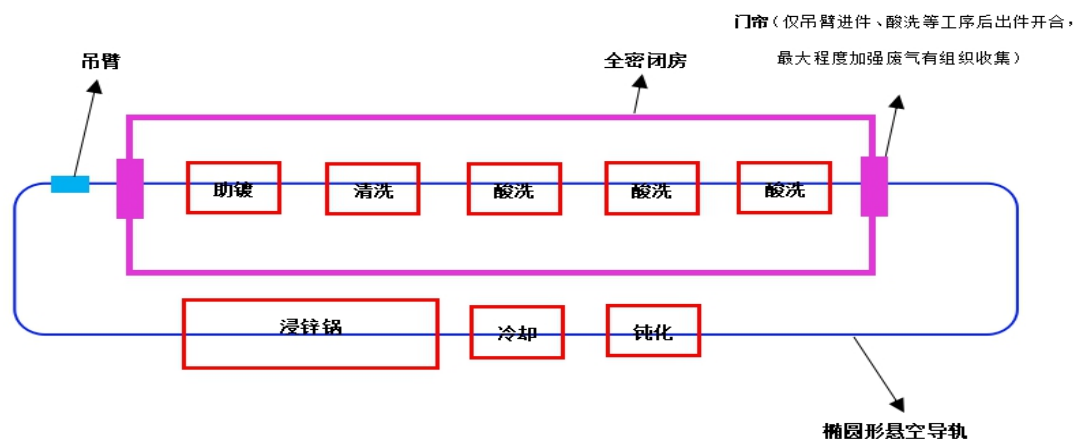 门帘（仅吊臂进件、酸洗等工序后出件开合，
最大程度加强废气有组织收集）
吊臂
全密闭房
助镀
清洗
酸洗
酸洗
酸洗
浸锌锅
冷却
钝化
椭圆形悬空导轨